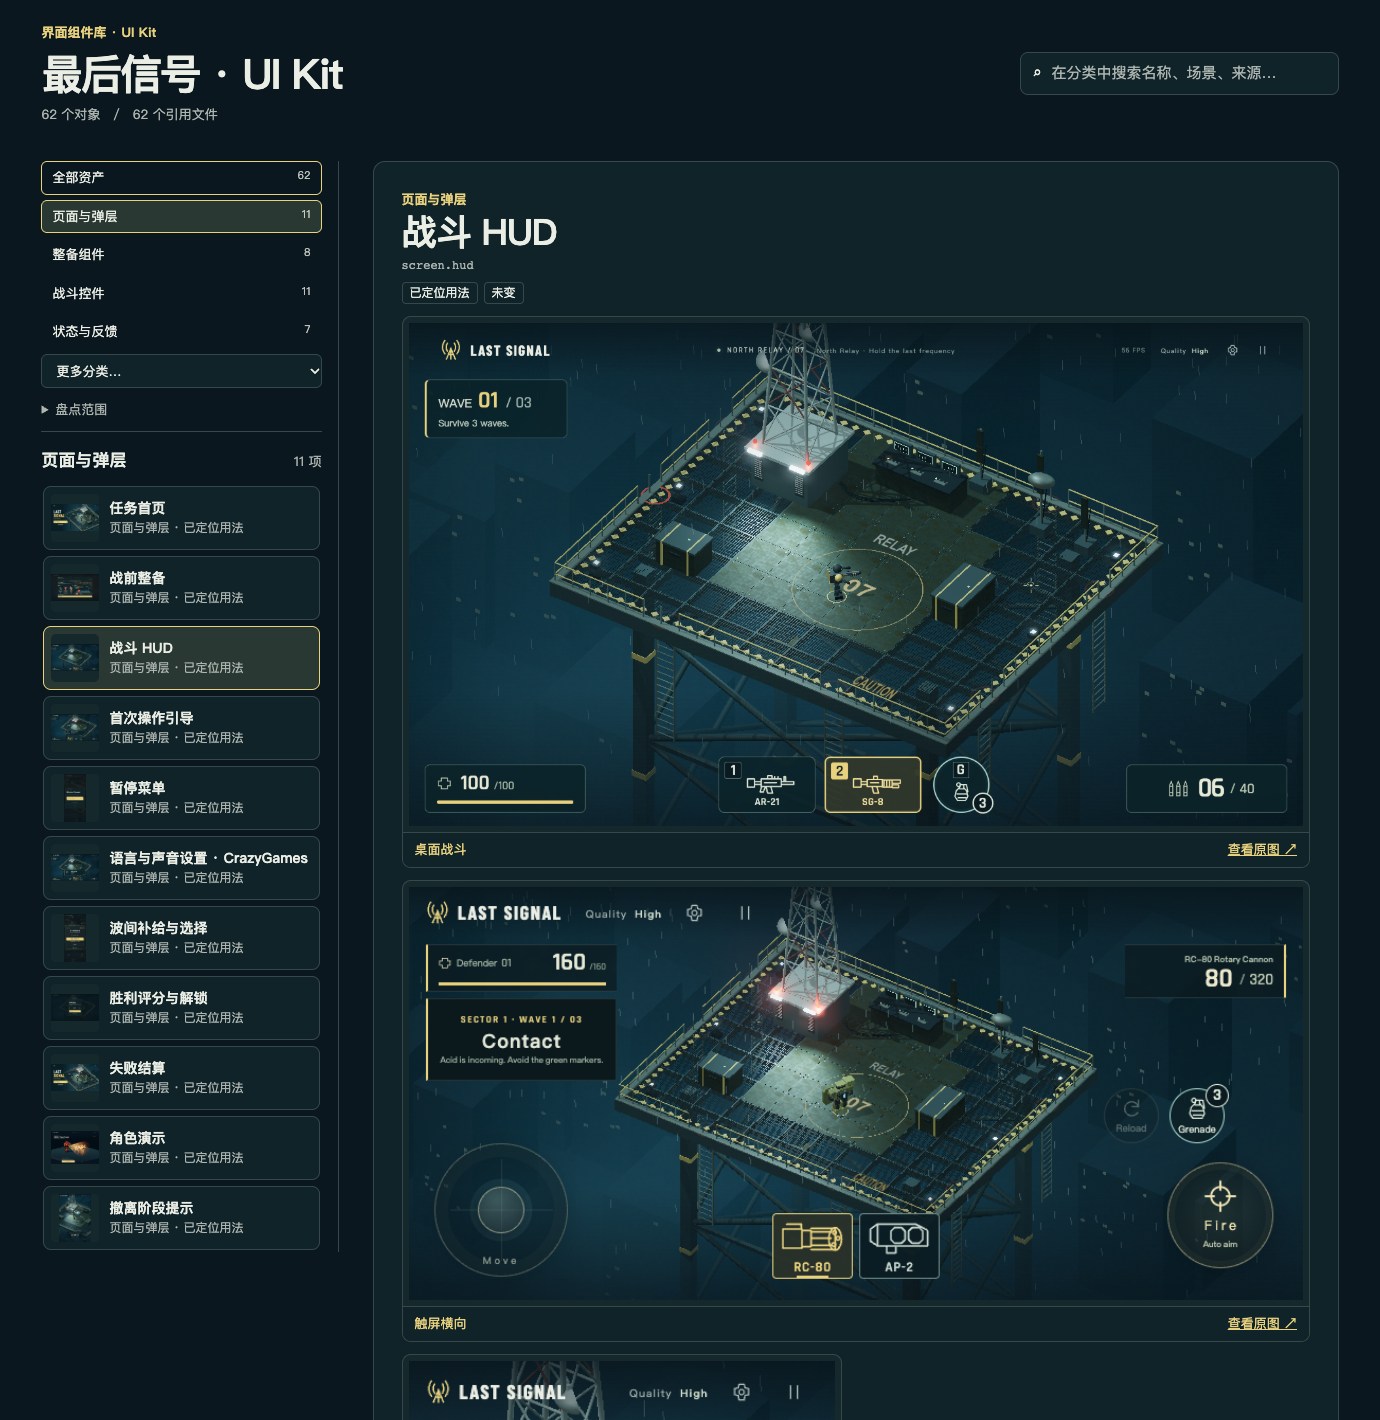 界面组件库 · UI Kit
最后信号 · UI Kit
62 个对象 / 62 个引用文件
在分类中搜索名称、场景、来源...
全部资产 62
页面与弹层 11
整备组件 8
战斗控件 11
状态与反馈 7
更多分类...
盘点范围
页面与弹层 11 项
任务首页
页面与弹层 · 已定位用法
战前整备
页面与弹层 · 已定位用法
战斗 HUD
页面与弹层 · 已定位用法
首次操作引导
页面与弹层 · 已定位用法
暂停菜单
页面与弹层 · 已定位用法
语言与声音设置 · CrazyGames
页面与弹层 · 已定位用法
波间补给与选择
页面与弹层 · 已定位用法
胜利评分与解锁
页面与弹层 · 已定位用法
失败结算
页面与弹层 · 已定位用法
角色演示
页面与弹层 · 已定位用法
撤离阶段提示
页面与弹层 · 已定位用法
页面与弹层
战斗 HUD
screen.hud
已定位用法 未变
LAST SIGNAL
NORTH RELAY / 07 North Relay · Hold the last frequency
96 FPS Quality High
WAVE 01 / 03
Survive 3 waves.
RELAY
07
CAUTION
100 /100
1 AR-21
2 SG-8
G 3
06 / 40
桌面战斗 查看原图 ↗
LAST SIGNAL Quality High
Defender 01 160 /160
SECTOR 1 · WAVE 1 / 03
Contact
Acid is incoming. Avoid the green markers.
RC-80 Rotary Cannon
80 / 320
RELAY
07
CAUTION
Reload
Grenade 3
Move
RC-80
AP-2
Fire
Auto aim
触屏横向 查看原图 ↗
LAST SIGNAL Quality High